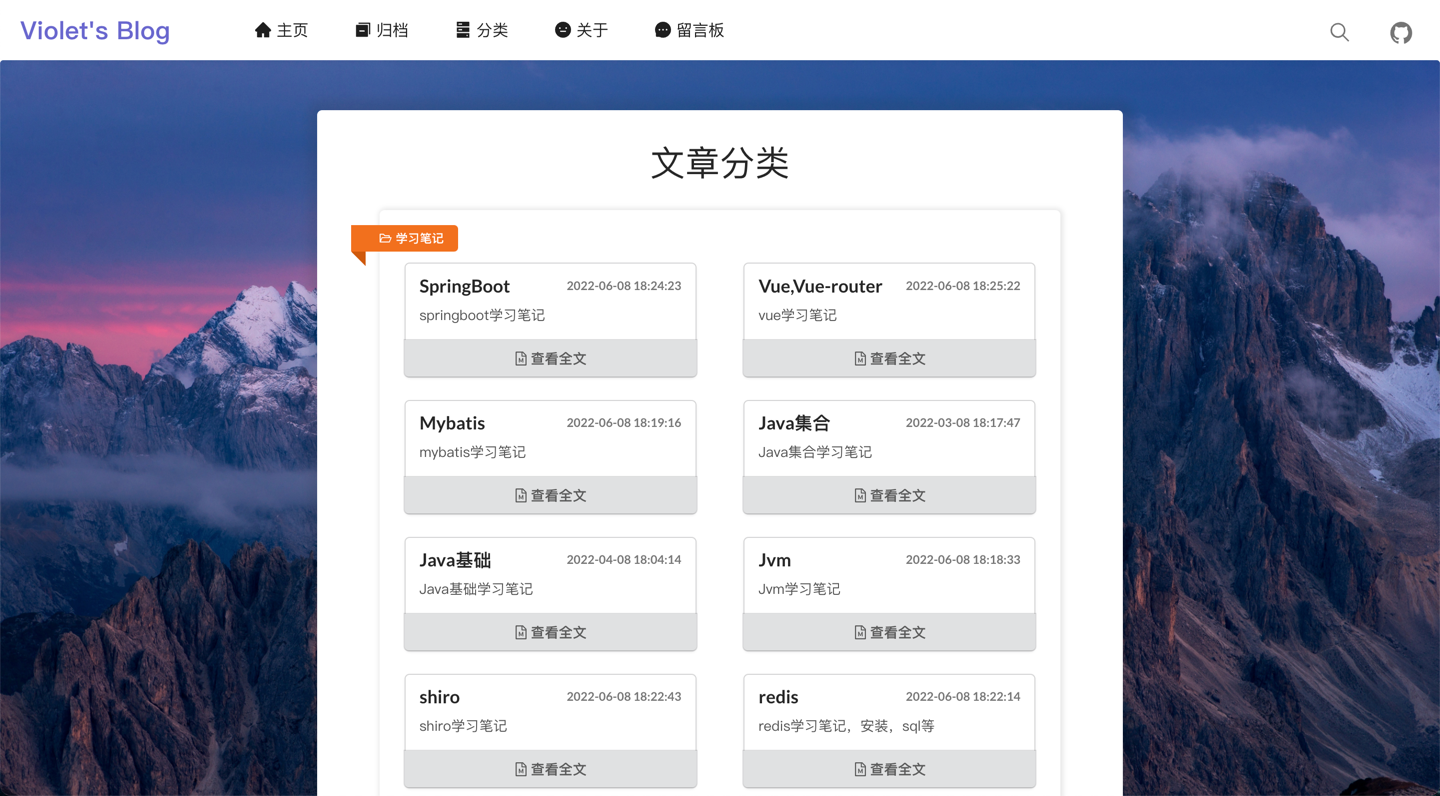 Violet's Blog 主页 归档 分类 关于 留言板
文章分类
学习笔记
SpringBoot 2022-06-08 18:24:23
springboot学习笔记
查看全文
Vue,Vue-router 2022-06-08 18:25:22
vue学习笔记
查看全文
Mybatis 2022-06-08 18:19:16
mybatis学习笔记
查看全文
Java集合 2022-03-08 18:17:47
Java集合学习笔记
查看全文
Java基础 2022-04-08 18:04:14
Java基础学习笔记
查看全文
Jvm 2022-06-08 18:18:33
Jvm学习笔记
查看全文
shiro 2022-06-08 18:22:43
shiro学习笔记
查看全文
redis 2022-06-08 18:22:14
redis学习笔记，安装，sql等
查看全文